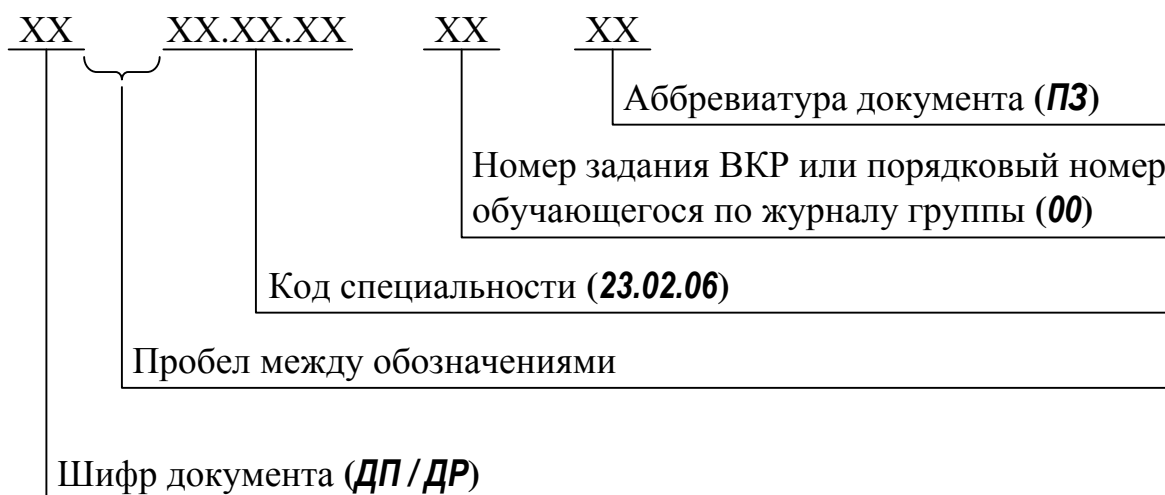 XX XX.XX.XX XX XX
Аббревиатура документа (ПЗ)
Номер задания ВКР или порядковый номер
обучающегося по журналу группы (00)
Код специальности (23.02.06)
Пробел между обозначениями
Шифр документа (ДП / ДР)